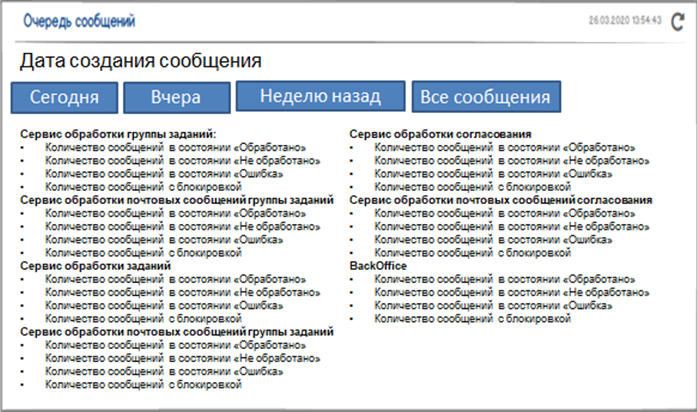 Очередь сообщений
26.03.2020 13:54:43
Дата создания сообщения
Сегодня
Вчера
Неделю назад
Все сообщения
Сервис обработки группы заданий:
• Количество сообщений в состоянии «Обработано»
• Количество сообщений в состоянии «Не обработано»
• Количество сообщений в состоянии «Ошибка»
• Количество сообщений с блокировкой
Сервис обработки почтовых сообщений группы заданий
• Количество сообщений в состоянии «Обработано»
• Количество сообщений в состоянии «Не обработано»
• Количество сообщений в состоянии «Ошибка»
• Количество сообщений с блокировкой
Сервис обработки заданий
• Количество сообщений в состоянии «Обработано»
• Количество сообщений в состоянии «Не обработано»
• Количество сообщений в состоянии «Ошибка»
• Количество сообщений с блокировкой
Сервис обработки почтовых сообщений группы заданий
• Количество сообщений в состоянии «Обработано»
• Количество сообщений в состоянии «Не обработано»
• Количество сообщений в состоянии «Ошибка»
• Количество сообщений с блокировкой
Сервис обработки согласования
• Количество сообщений в состоянии «Обработано»
• Количество сообщений в состоянии «Не обработано»
• Количество сообщений в состоянии «Ошибка»
• Количество сообщений с блокировкой
Сервис обработки почтовых сообщений согласования
• Количество сообщений в состоянии «Обработано»
• Количество сообщений в состоянии «Не обработано»
• Количество сообщений в состоянии «Ошибка»
• Количество сообщений с блокировкой
BackOffice
• Количество сообщений в состоянии «Обработано»
• Количество сообщений в состоянии «Не обработано»
• Количество сообщений в состоянии «Ошибка»
• Количество сообщений с блокировкой